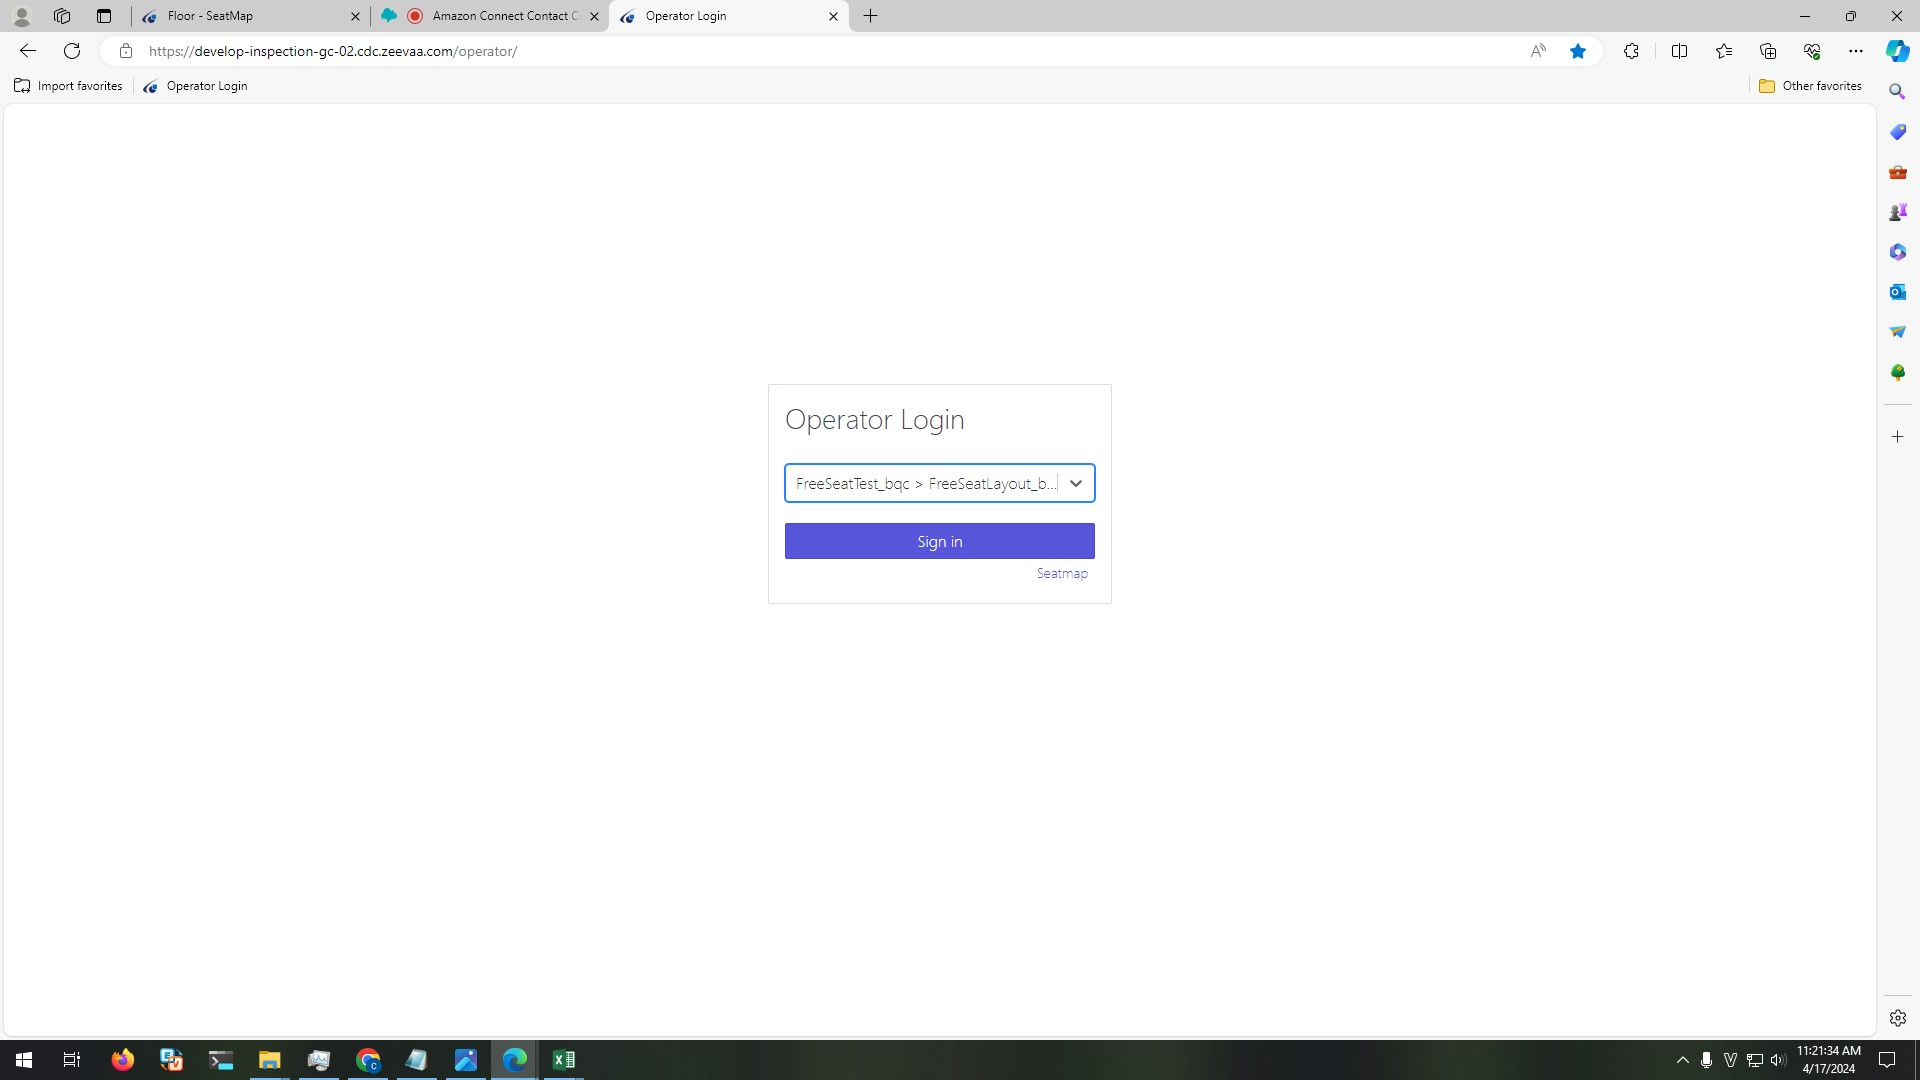 Floor - SeatMap
Amazon Connect Contact C
Operator Login
https://develop-inspection-gc-02.cdc.zeevaa.com/operator/
Import favorites
Operator Login
Other favorites
Operator Login
FreeSeatTest_bqc > FreeSeatLayout_b...
Sign in
Seatmap
11:21:34 AM
4/17/2024